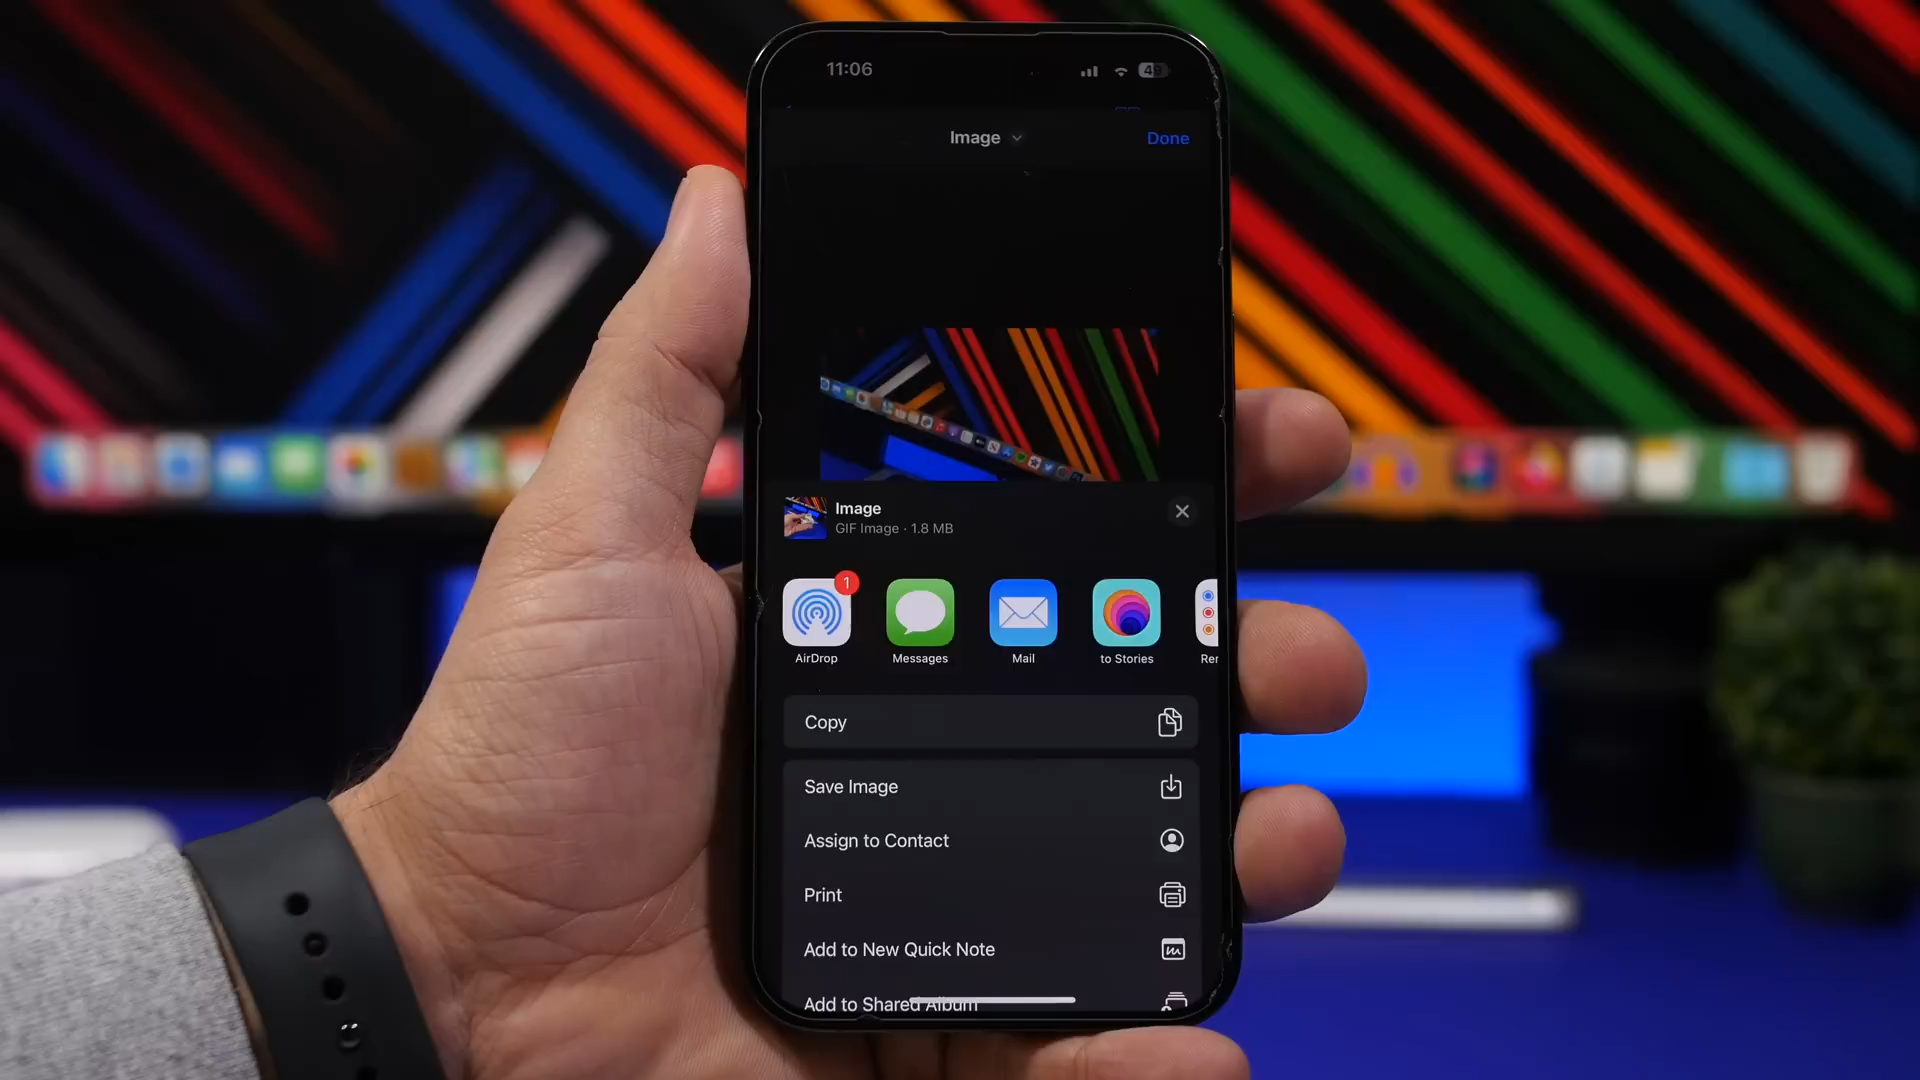 11:06
Image
Done
Image
GIF Image · 1.8 MB
1
AirDrop
Messages
Mail
to Stories
Rer
Copy
Save Image
Assign to Contact
Print
Add to New Quick Note
Add to Shared Album